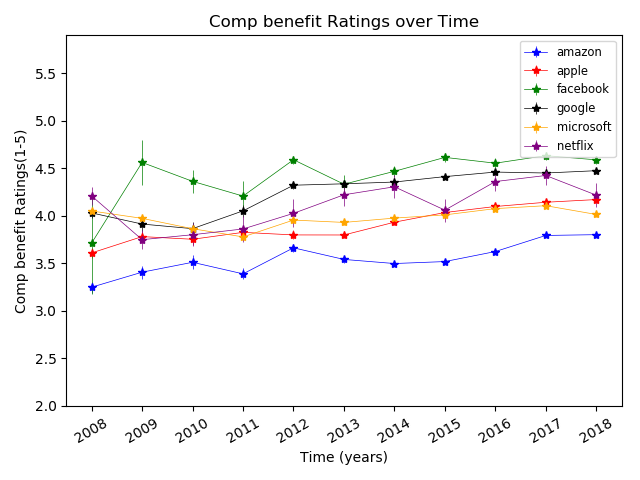 Comp benefit Ratings over Time
amazon
apple
facebook
google
microsoft
netflix
Comp benefit Ratings(1-5)
5.5
5.0
4.5
4.0
3.5
3.0
2.5
2.0
2008 2009 2010 2011 2012 2013 2014 2015 2016 2017 2018
Time (years)